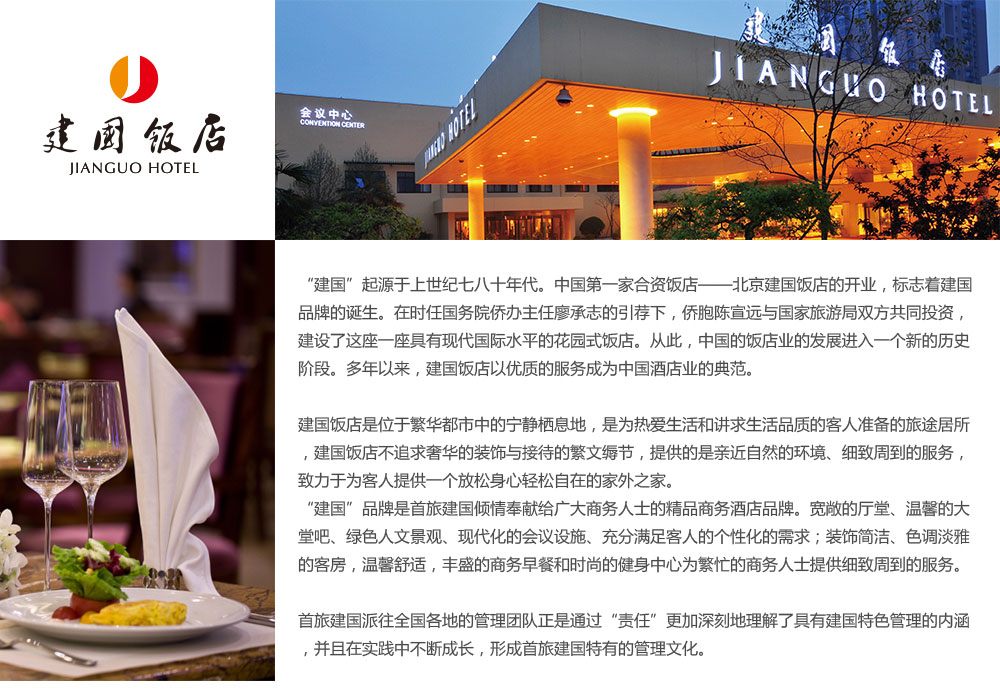 建國飯店
JIANGUO HOTEL
建國飯店
JIANGUO HOTEL
JIANGUO HOTEL
会议中心
CONVENTION CENTER
“建国”起源于上世纪七八十年代。中国第一家合资饭店——北京建国饭店的开业，标志着建国
品牌的诞生。在时任国务院侨办主任廖承志的引荐下，侨胞陈宣远与国家旅游局双方共同投资，
建设了这座一座具有现代国际水平的花园式饭店。从此，中国的饭店业的发展进入一个新的历史
阶段。多年以来，建国饭店以优质的服务成为中国酒店业的典范。
建国饭店是位于繁华都市中的宁静栖息地，是为热爱生活和讲求生活品质的客人准备的旅途居所
，建国饭店不追求奢华的装饰与接待的繁文缛节，提供的是亲近自然的环境、细致周到的服务，
致力于为客人提供一个放松身心轻松自在的家外之家。
“建国”品牌是首旅建国倾情奉献给广大商务人士的精品商务酒店品牌。宽敞的厅堂、温馨的大
堂吧、绿色人文景观、现代化的会议设施、充分满足客人的个性化的需求；装饰简洁、色调淡雅
的客房，温馨舒适，丰盛的商务早餐和时尚的健身中心为繁忙的商务人士提供细致周到的服务。
首旅建国派往全国各地的管理团队正是通过“责任”更加深刻地理解了具有建国特色管理的内涵
，并且在实践中不断成长，形成首旅建国特有的管理文化。